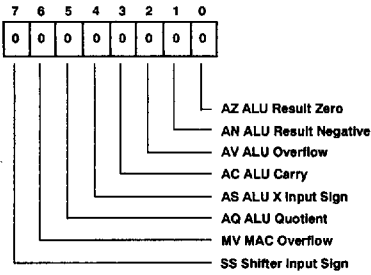 7 6 5 4 3 2 1 0
0 0 0 0 0 0 0 0
AZ ALU Result Zero
AN ALU Result Negative
AV ALU Overflow
AC ALU Carry
AS ALU X Input Sign
AQ ALU Quotient
MV MAC Overflow
SS Shifter Input Sign